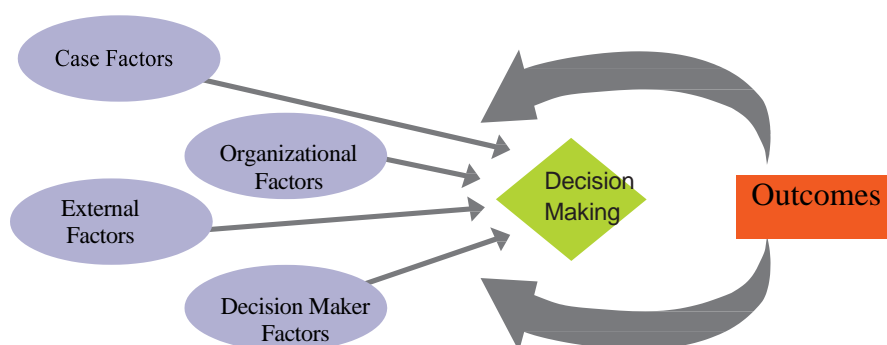 Case Factors
Organizational
Factors
External
Factors
Decision Maker
Factors
Decision
Making
Outcomes